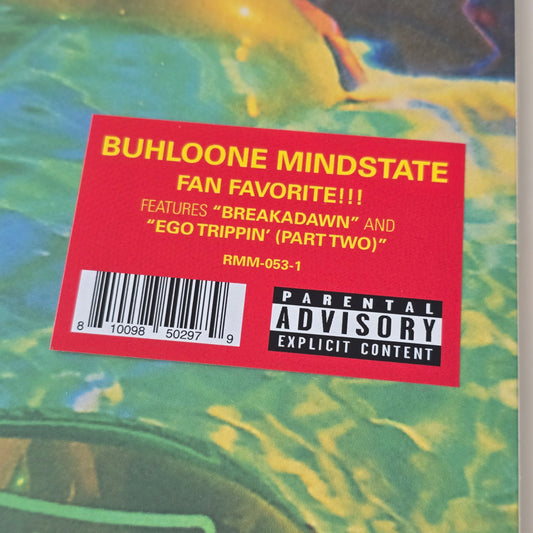 BUHLOONE MINDSTATE
FAN FAVORITE!!!
FEATURES “BREAKADAWN” AND
“EGO TRIPPIN’ (PART TWO)”
RMM-053-1
8 10098 50297 9
PARENTAL
ADVISORY
EXPLICIT CONTENT